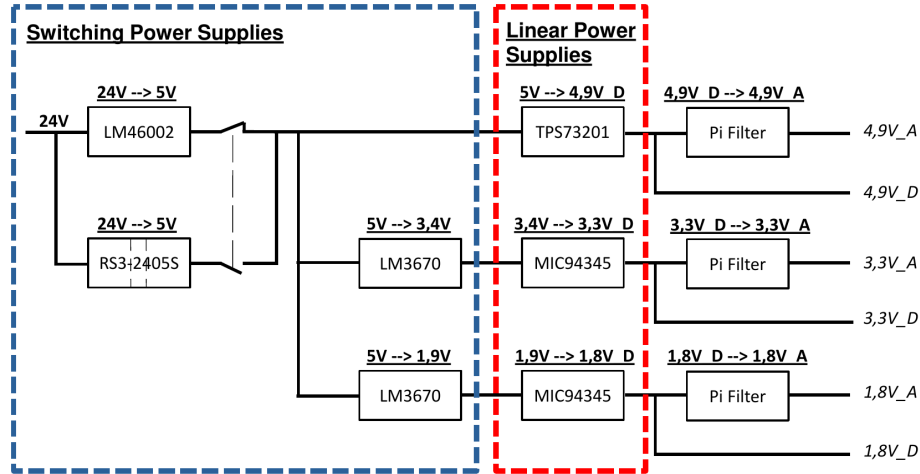 Switching Power Supplies
Linear Power
Supplies
24V --> 5V
5V --> 4,9V_D
4,9V_D --> 4,9V_A
24V
LM46002
TPS73201
Pi Filter
4,9V_A
4,9V_D
24V --> 5V
5V --> 3,4V
3,4V --> 3,3V_D
3,3V_D --> 3,3V_A
RS3-2405S
LM3670
MIC94345
Pi Filter
3,3V_A
3,3V_D
5V --> 1,9V
1,9V --> 1,8V_D
1,8V_D --> 1,8V_A
LM3670
MIC94345
Pi Filter
1,8V_A
1,8V_D